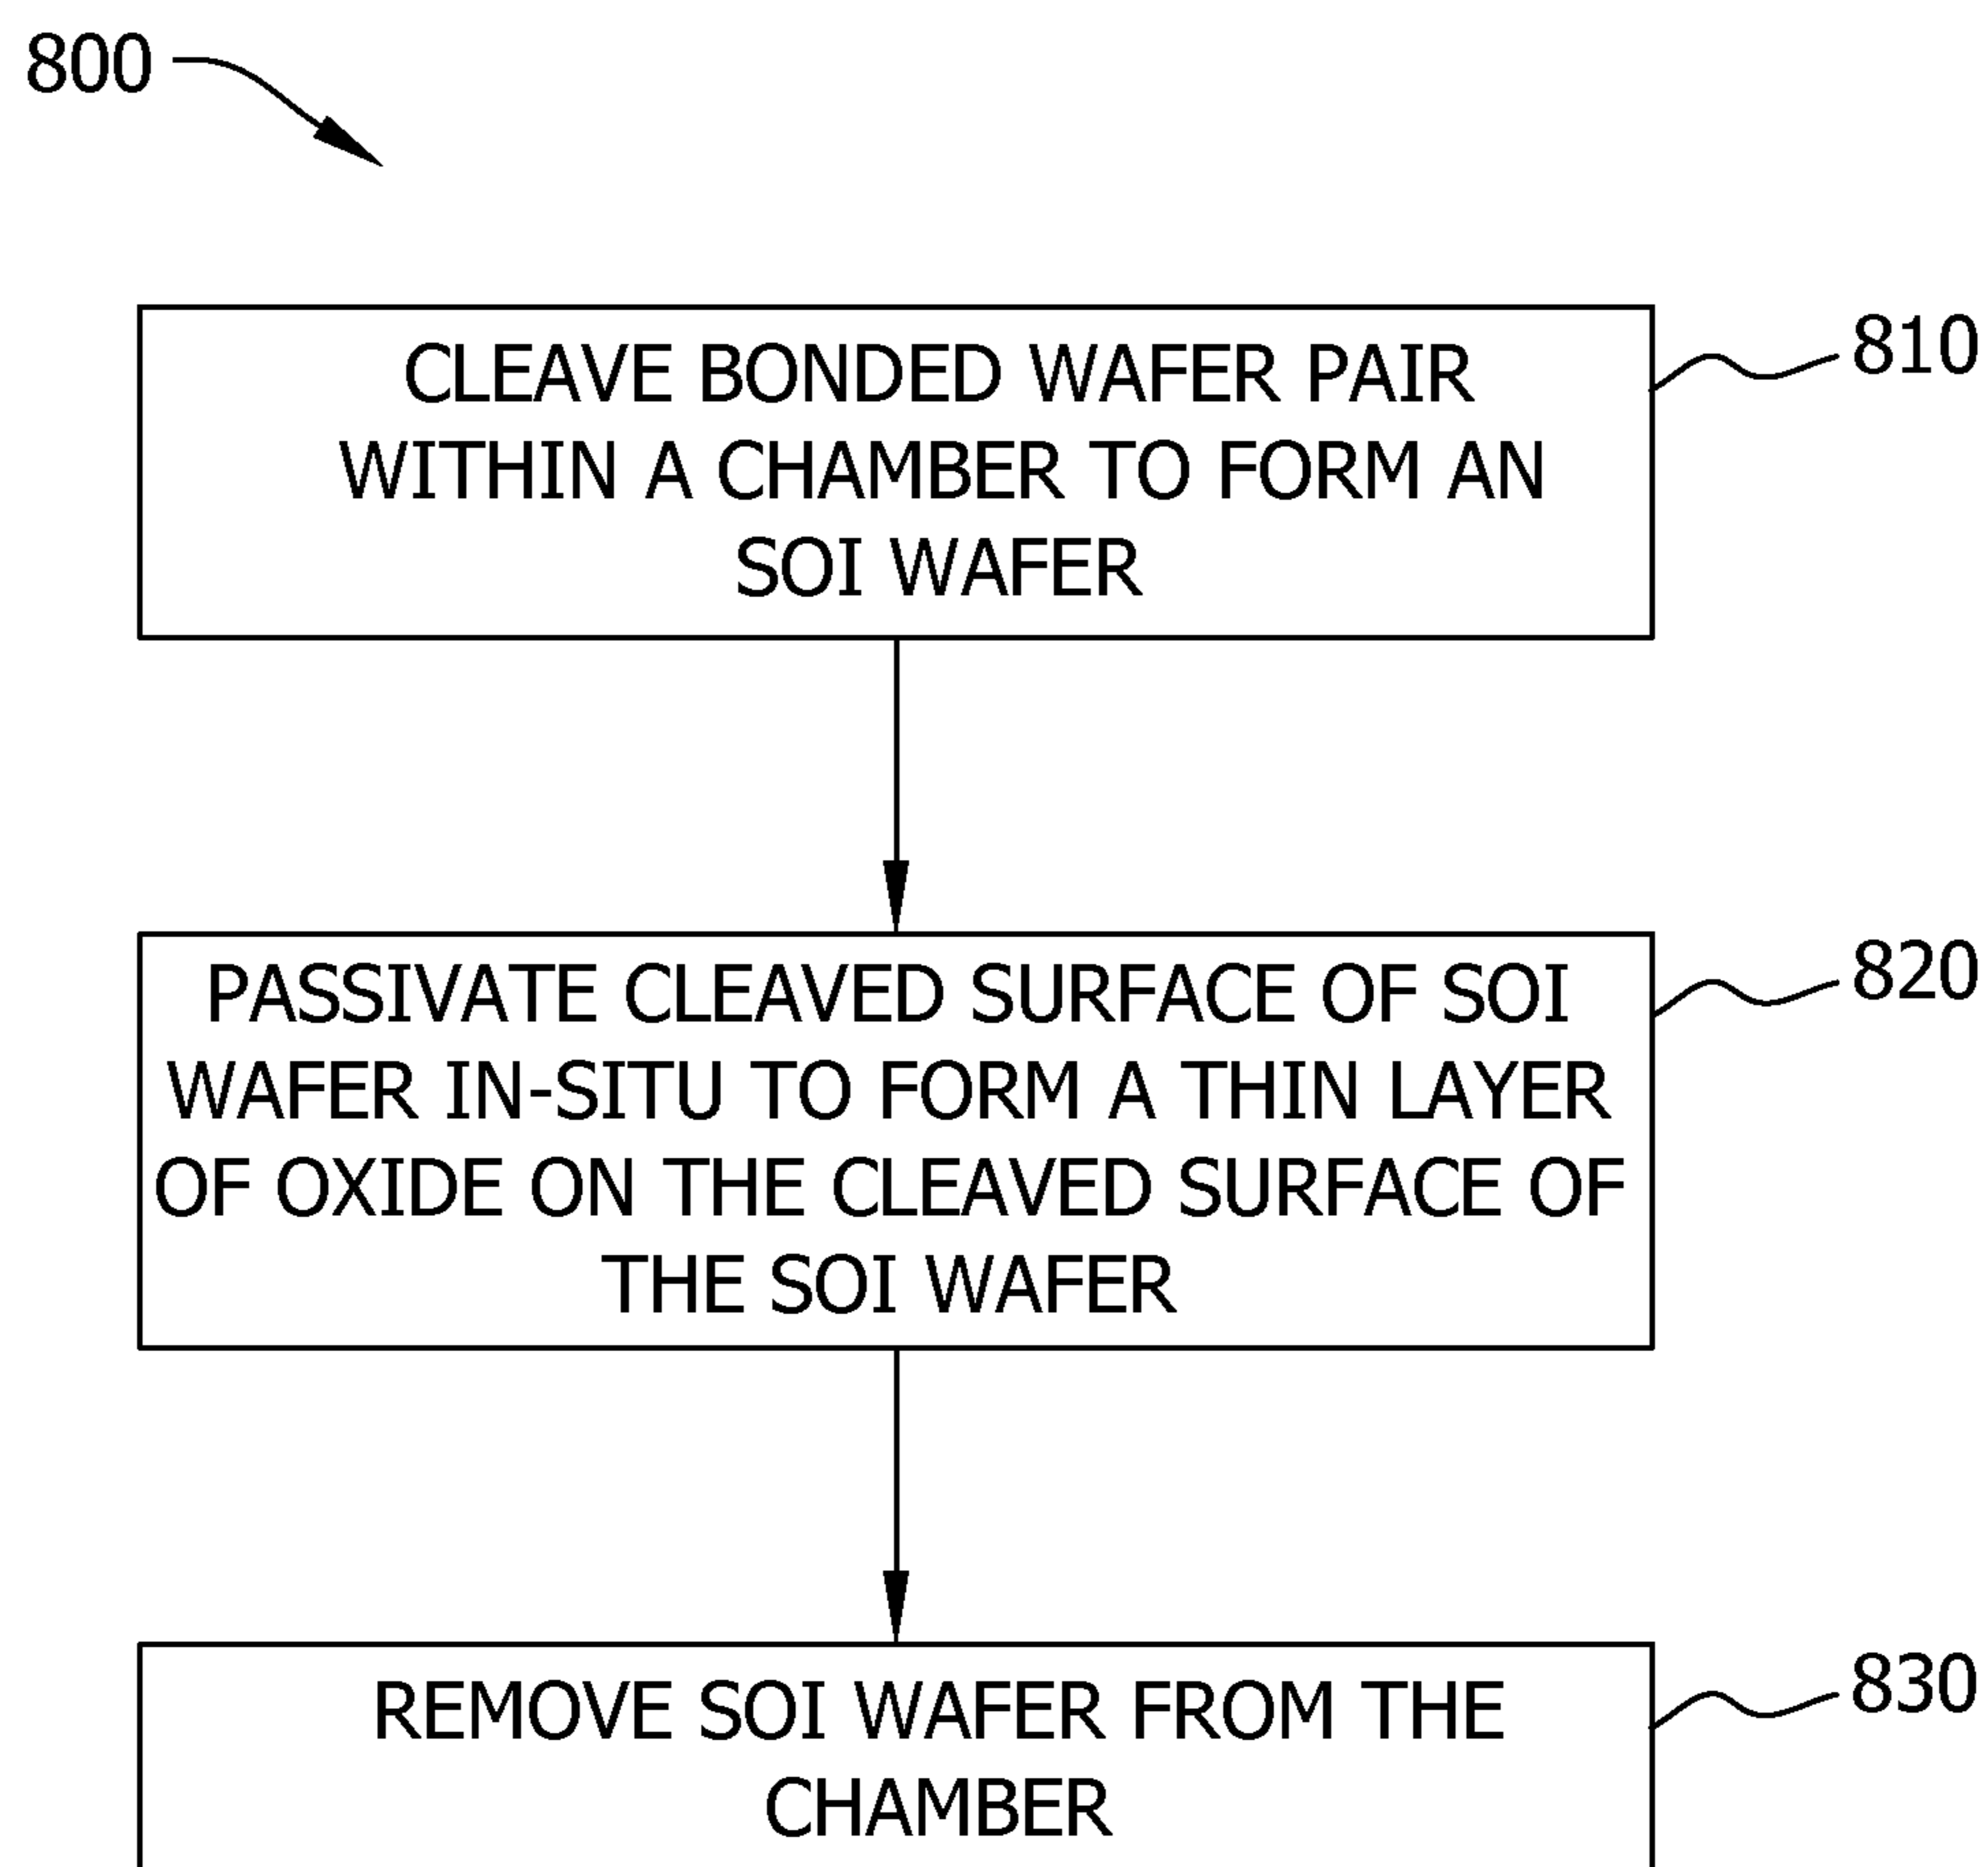 800
CLEAVE BONDED WAFER PAIR
WITHIN A CHAMBER TO FORM AN
SOI WAFER
810
PASSIVATE CLEAVED SURFACE OF SOI
WAFER IN-SITU TO FORM A THIN LAYER
OF OXIDE ON THE CLEAVED SURFACE OF
THE SOI WAFER
820
REMOVE SOI WAFER FROM THE
CHAMBER
830